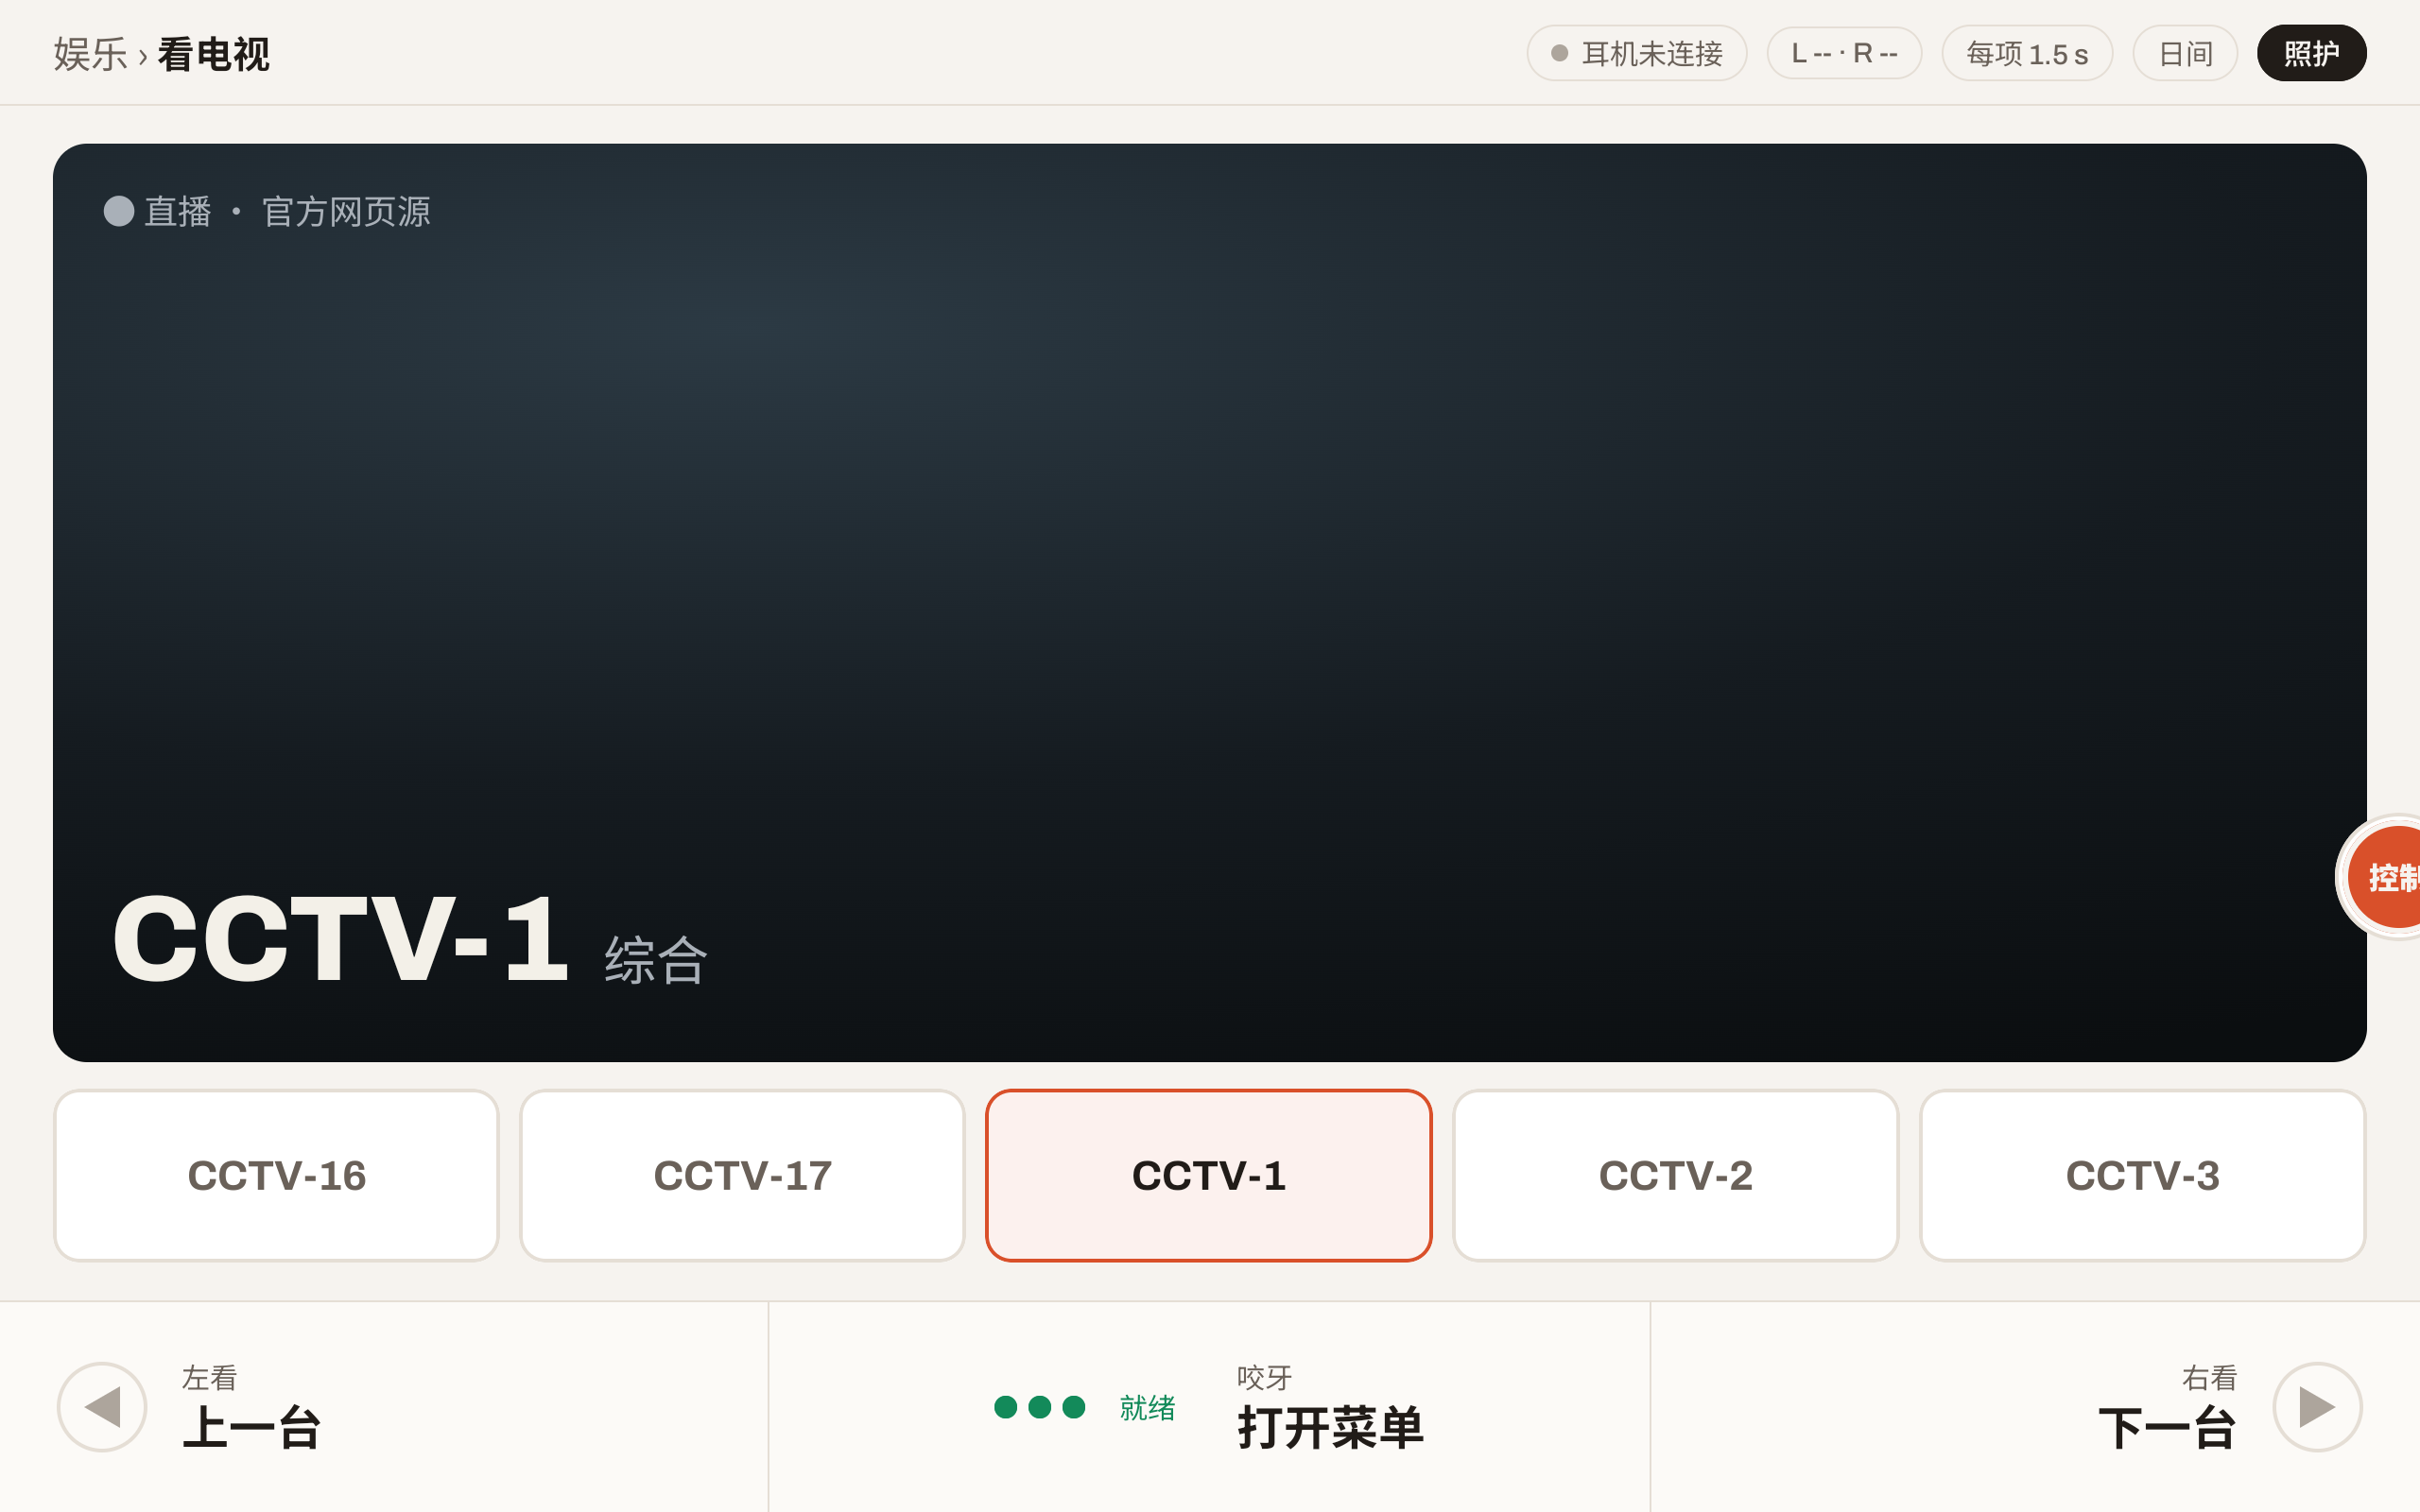 娱乐 › 看电视
耳机未连接
L -- · R --
每项 1.5 s
日间
照护
直播 · 官方网页源
CCTV-1 综合
控制
CCTV-16
CCTV-17
CCTV-1
CCTV-2
CCTV-3
左看
上一台
就绪
咬牙
打开菜单
右看
下一台